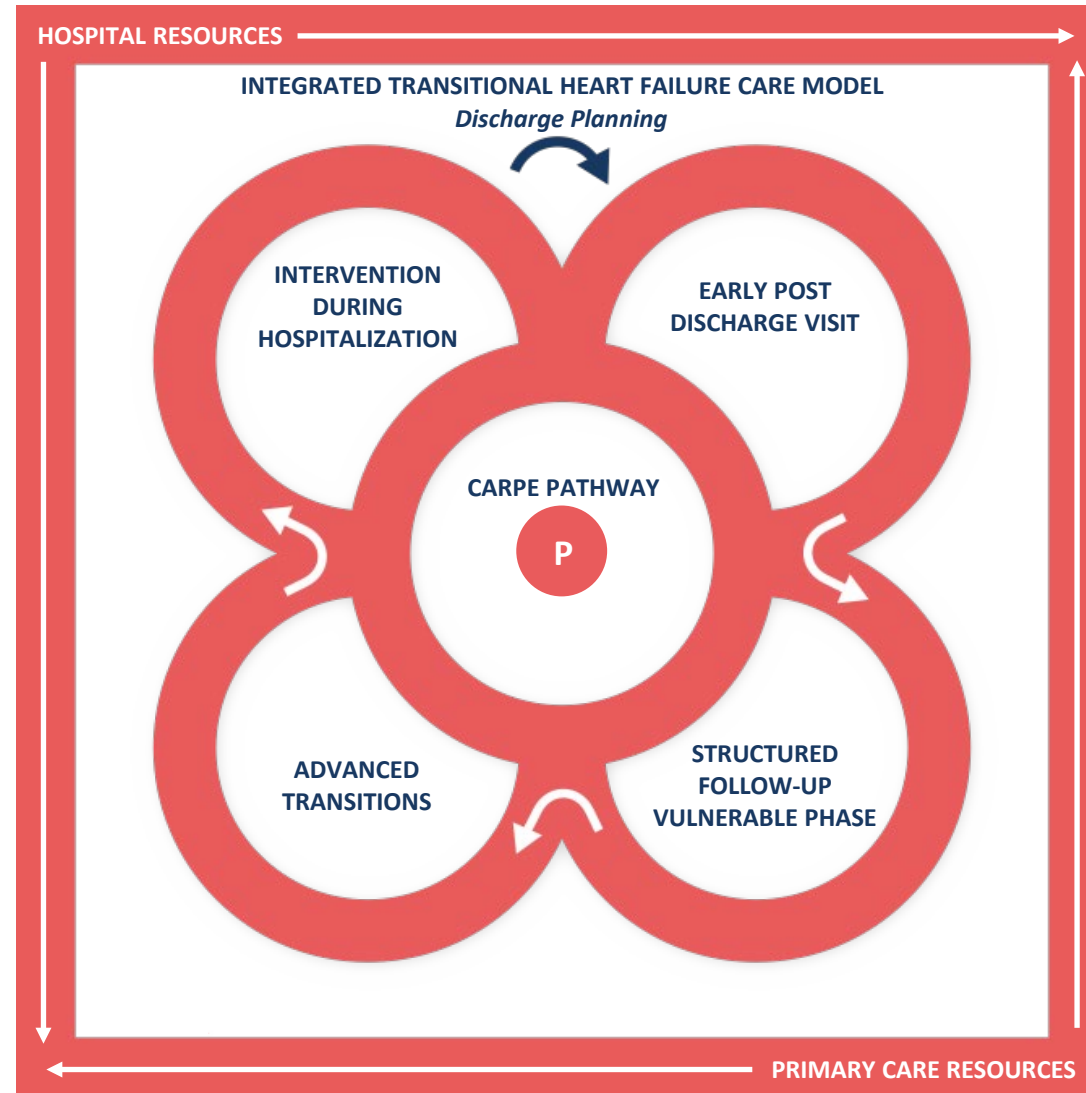 HOSPITAL RESOURCES
INTEGRATED TRANSITIONAL HEART FAILURE CARE MODEL
Discharge Planning
INTERVENTION
DURING
HOSPITALIZATION
EARLY POST
DISCHARGE VISIT
CARPE PATHWAY
P
ADVANCED
TRANSITIONS
STRUCTURED
FOLLOW-UP
VULNERABLE PHASE
PRIMARY CARE RESOURCES